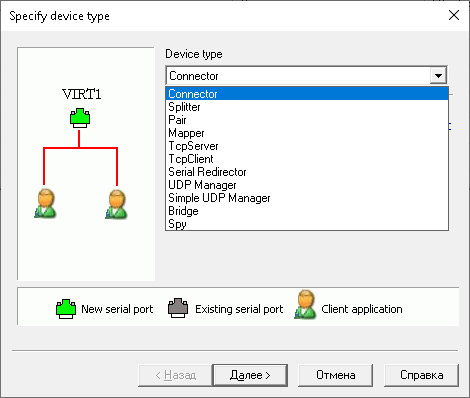 Specify device type
Device type
Connector
VIRT1
Connector
Splitter
Pair
Mapper
TcpServer
TcpClient
Serial Redirector
UDP Manager
Simple UDP Manager
Bridge
Spy
New serial port
Existing serial port
Client application
< Назад
Далее >
Отмена
Справка